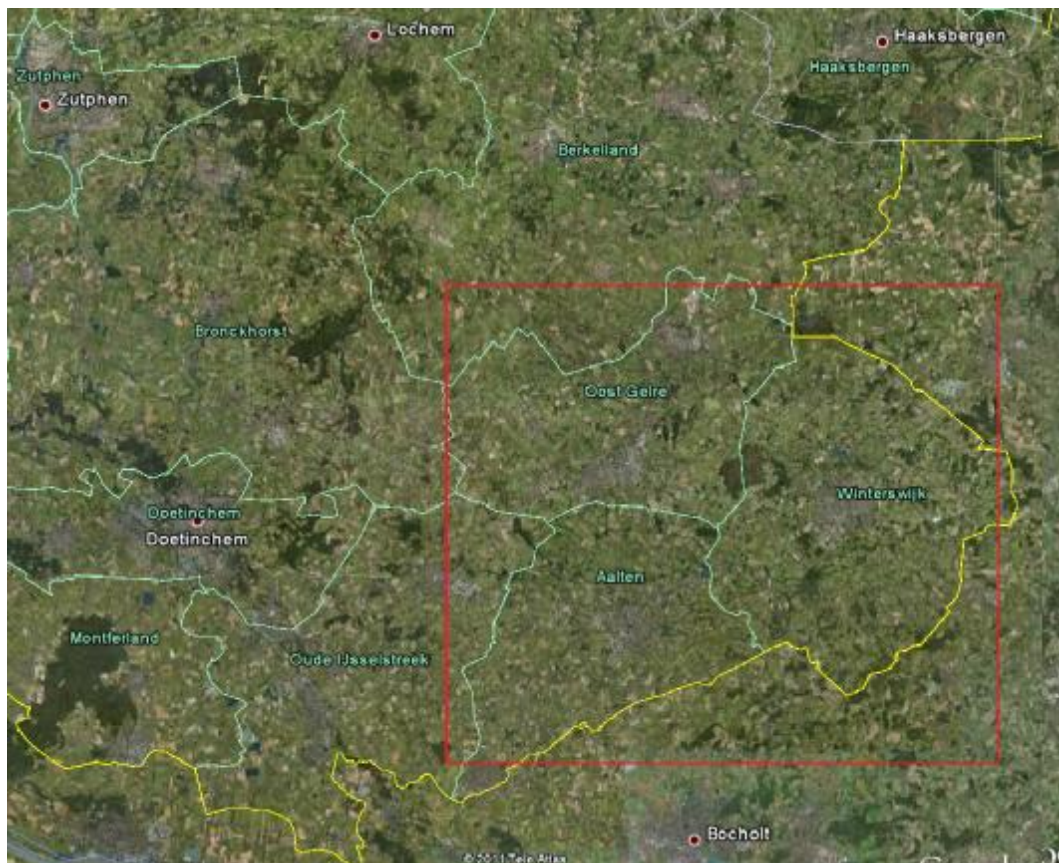 Lochem
Haaksbergen
Haaksbergen
Zutphen
Zutphen
Berkelland
Bronckhorst
Oost Gelre
Winterswijk
Doetinchem
Doetinchem
Aalten
Montferland
Oude IJsselstreek
Bocholt
© 2011 Tele Atlas